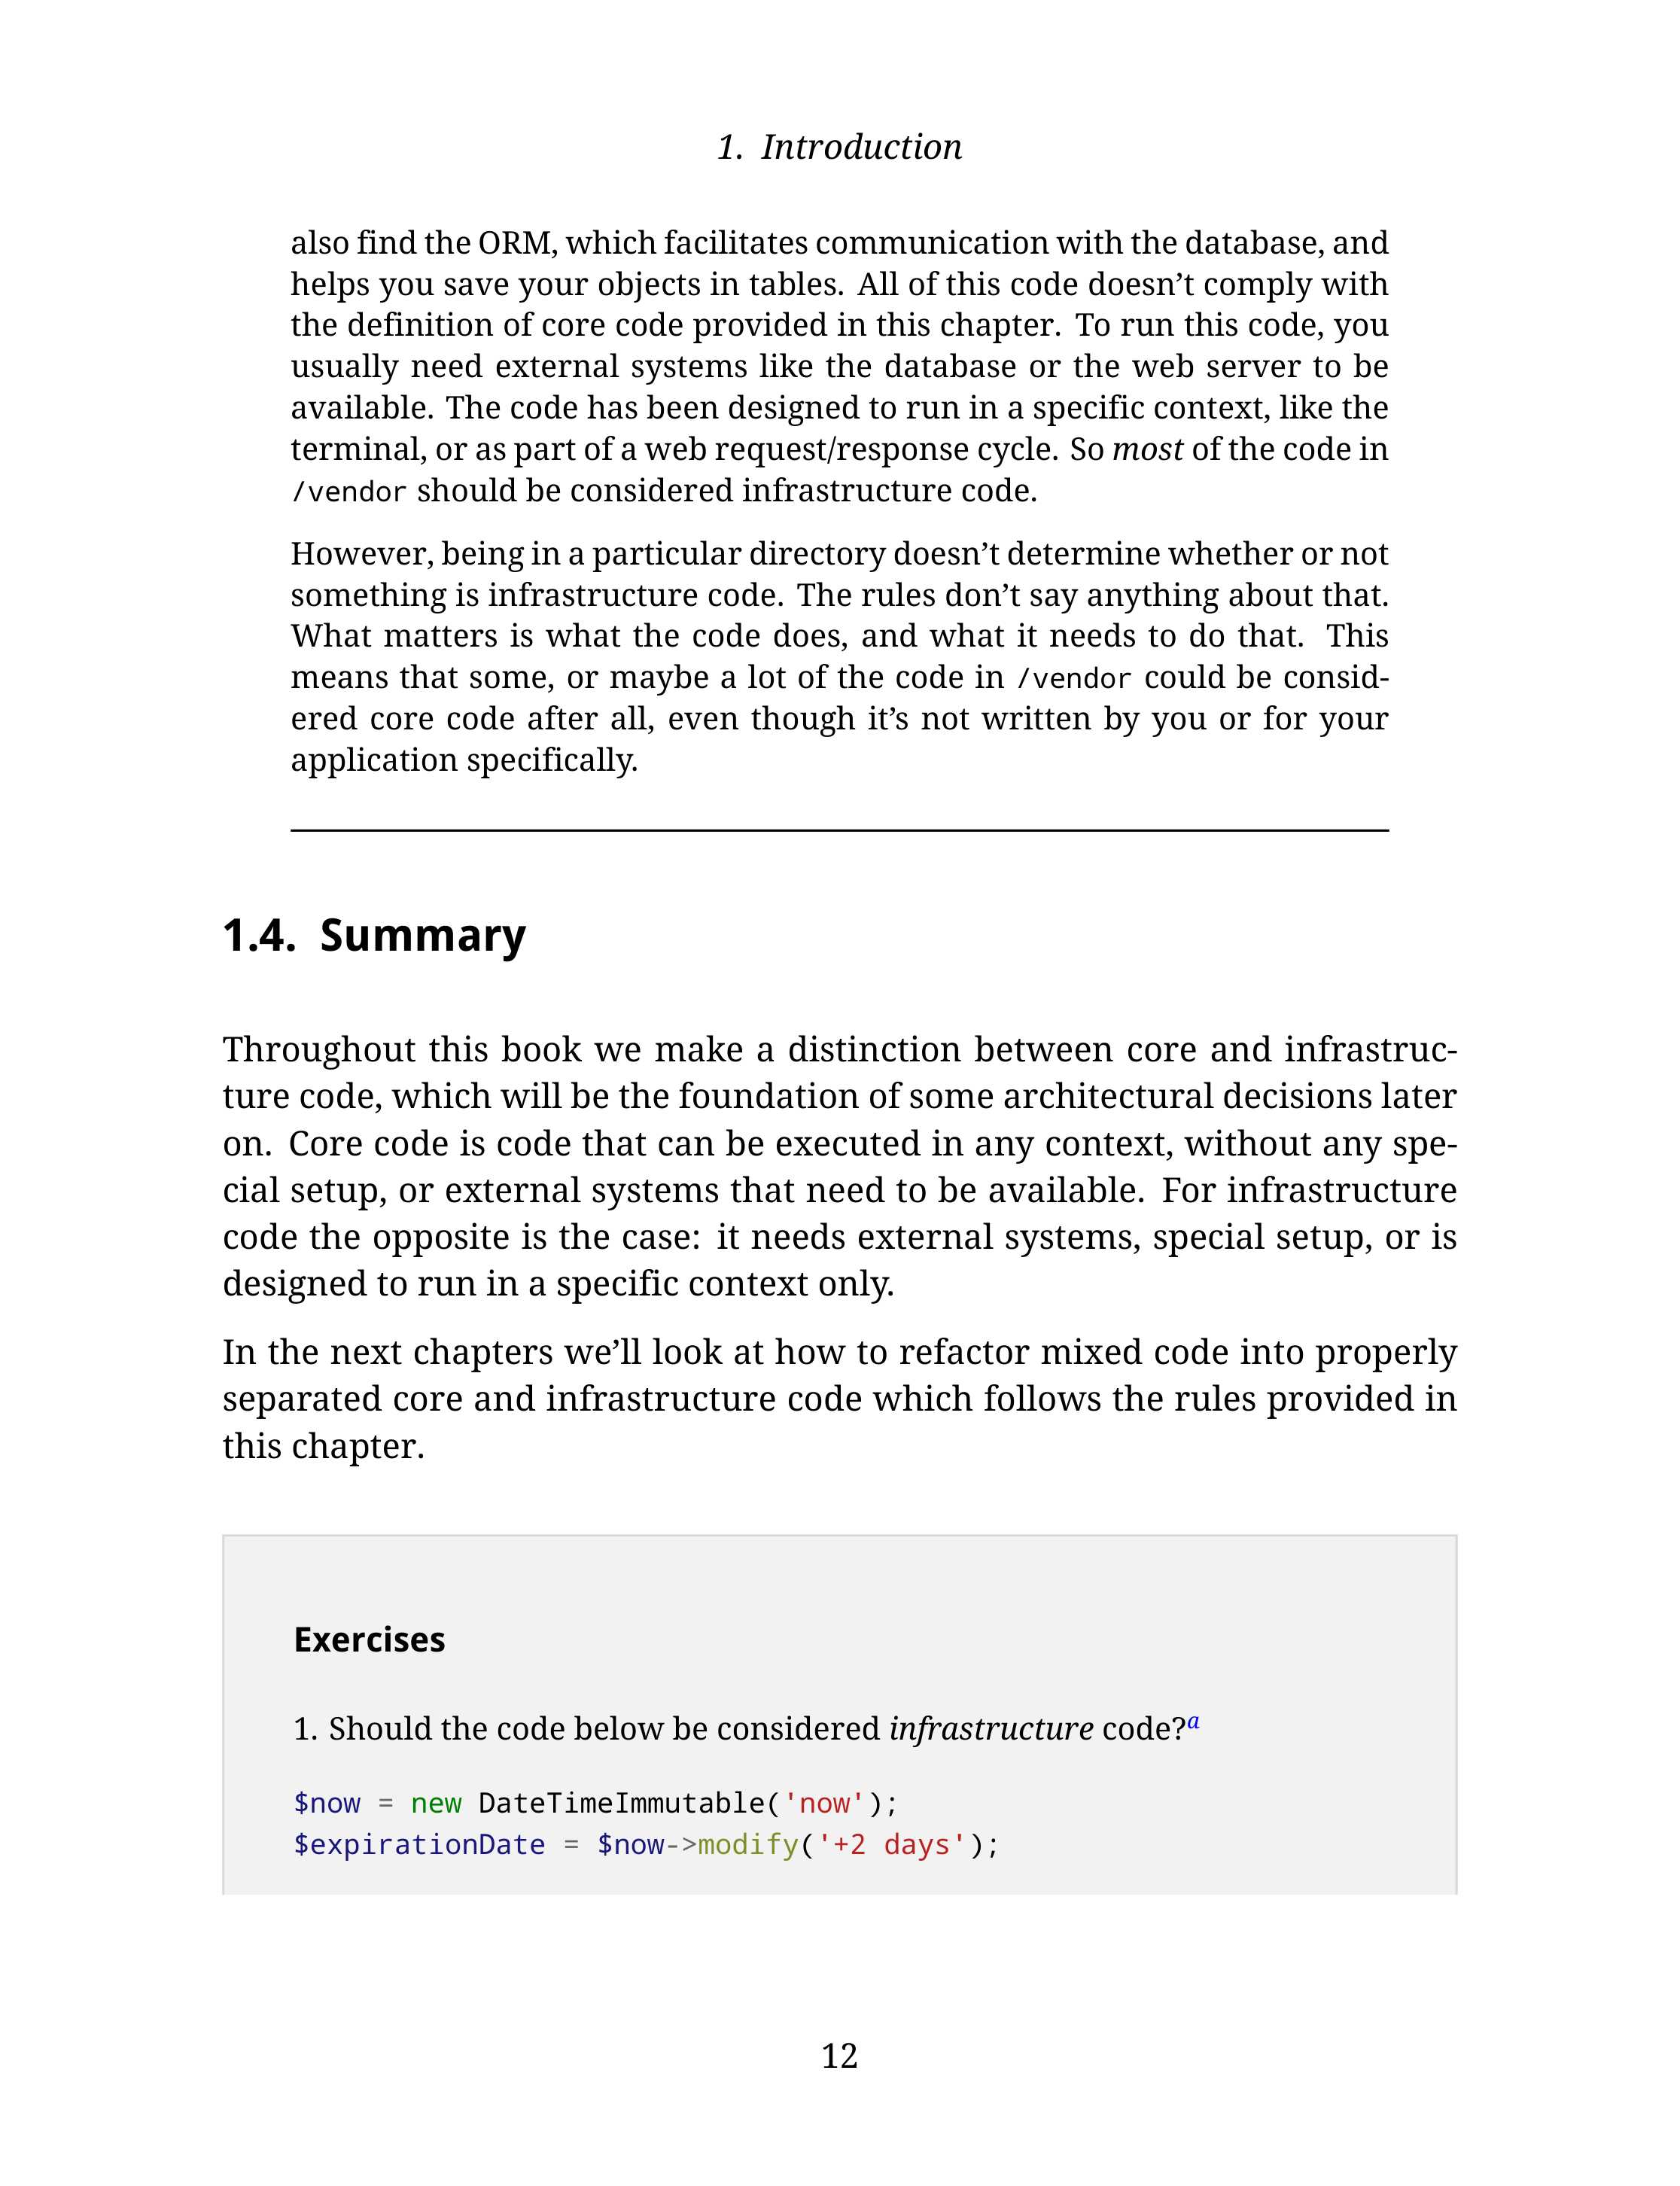 1. Introduction
also find the ORM, which facilitates communication with the database, and
helps you save your objects in tables. All of this code doesn’t comply with
the definition of core code provided in this chapter. To run this code, you
usually need external systems like the database or the web server to be
available. The code has been designed to run in a specific context, like the
terminal, or as part of a web request/response cycle. So most of the code in
/vendor should be considered infrastructure code.
However, being in a particular directory doesn’t determine whether or not
something is infrastructure code. The rules don’t say anything about that.
What matters is what the code does, and what it needs to do that. This
means that some, or maybe a lot of the code in /vendor could be consid-
ered core code after all, even though it’s not written by you or for your
application specifically.
1.4. Summary
Throughout this book we make a distinction between core and infrastruc-
ture code, which will be the foundation of some architectural decisions later
on. Core code is code that can be executed in any context, without any spe-
cial setup, or external systems that need to be available. For infrastructure
code the opposite is the case: it needs external systems, special setup, or is
designed to run in a specific context only.
In the next chapters we’ll look at how to refactor mixed code into properly
separated core and infrastructure code which follows the rules provided in
this chapter.
Exercises
1. Should the code below be considered infrastructure code?a
$now = new DateTimeImmutable('now');
$expirationDate = $now->modify('+2 days');
12